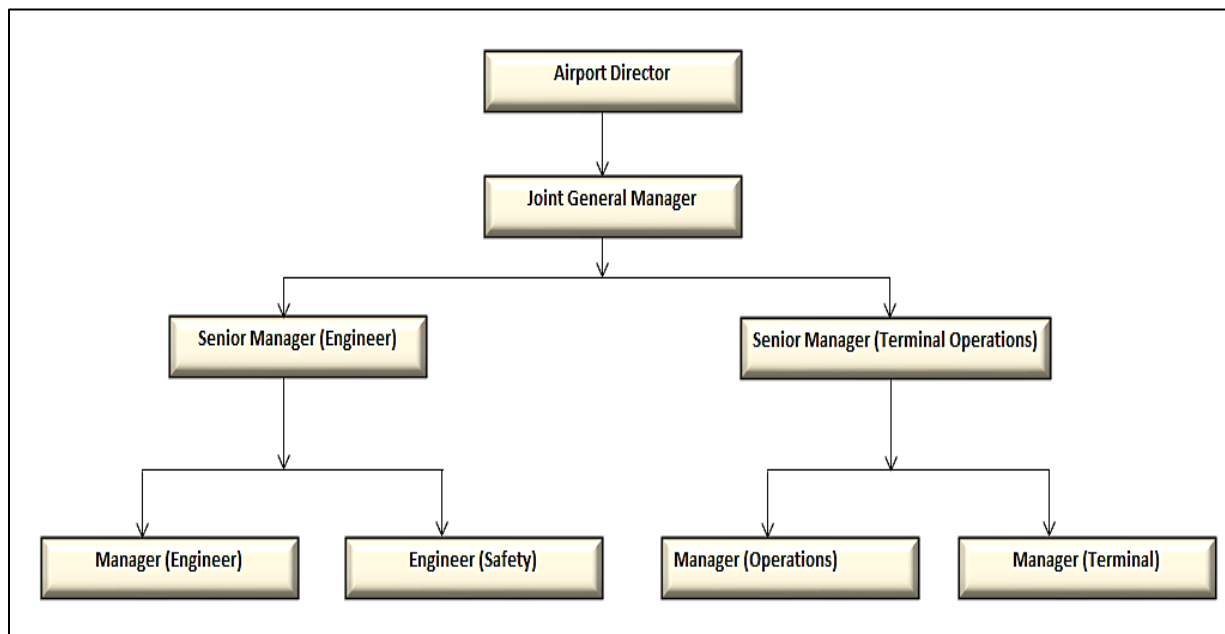 Airport Director
Joint General Manager
Senior Manager (Engineer)
Senior Manager (Terminal Operations)
Manager (Engineer)
Engineer (Safety)
Manager (Operations)
Manager (Terminal)